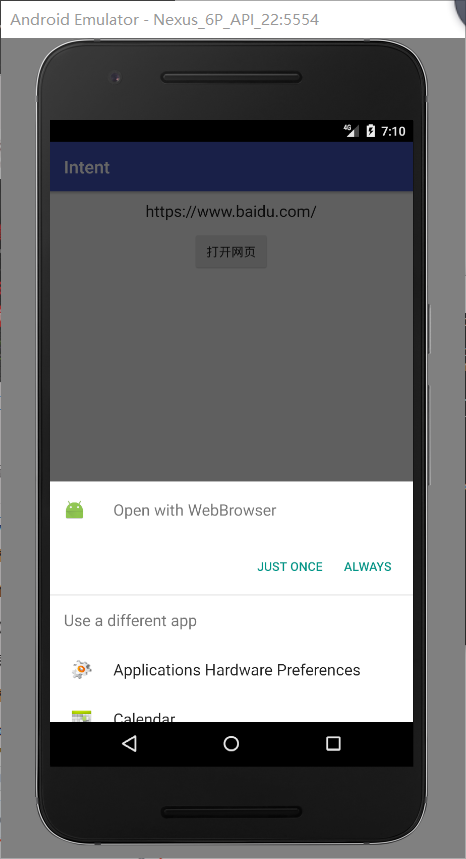 Android Emulator - Nexus_6P_API_22:5554
4G 7:10
Intent
https://www.baidu.com/
打开网页
Open with WebBrowser
JUST ONCE ALWAYS
Use a different app
Applications Hardware Preferences
Calendar